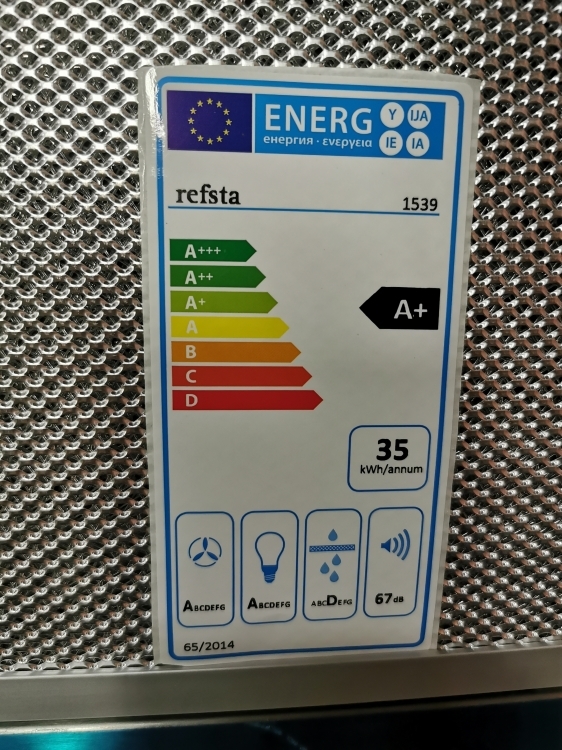 ENERG Y IJA
енергия · ενεργεια IE IA
refsta 1539
A+++
A++
A+
A
B
C
D
A+
35
kWh/annum
ABCDEFG
ABCDEFG
ABCDEFG
67dB
65/2014